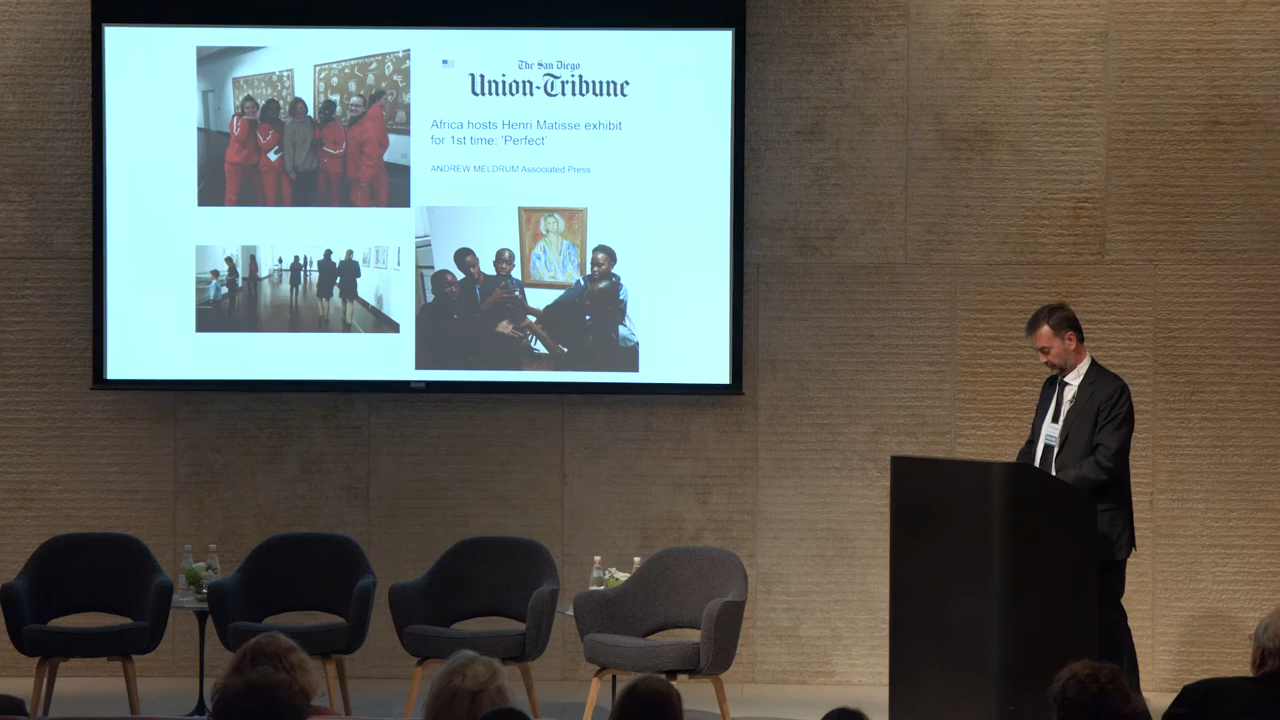 The San Diego
Union-Tribune
Africa hosts Henri Matisse exhibit
for 1st time: 'Perfect'
ANDREW MELDRUM Associated Press